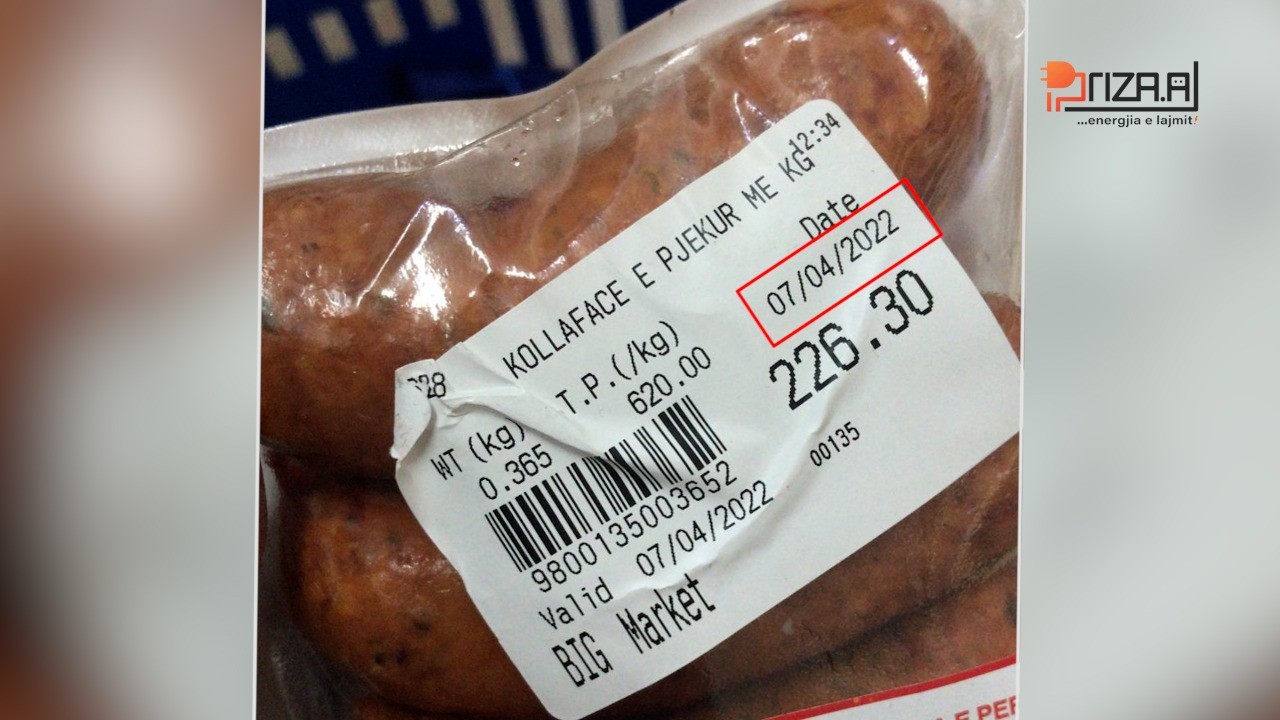 PRIZA.AL
...energjia e lajmit!
12:34
KOLLAFACE E PJEKUR ME KG
Date
07/04/2022
226.30
T.P.(/kg)
620.00
WT (kg)
0.365
00135
9800135003652
Valid 07/04/2022
BIG Market